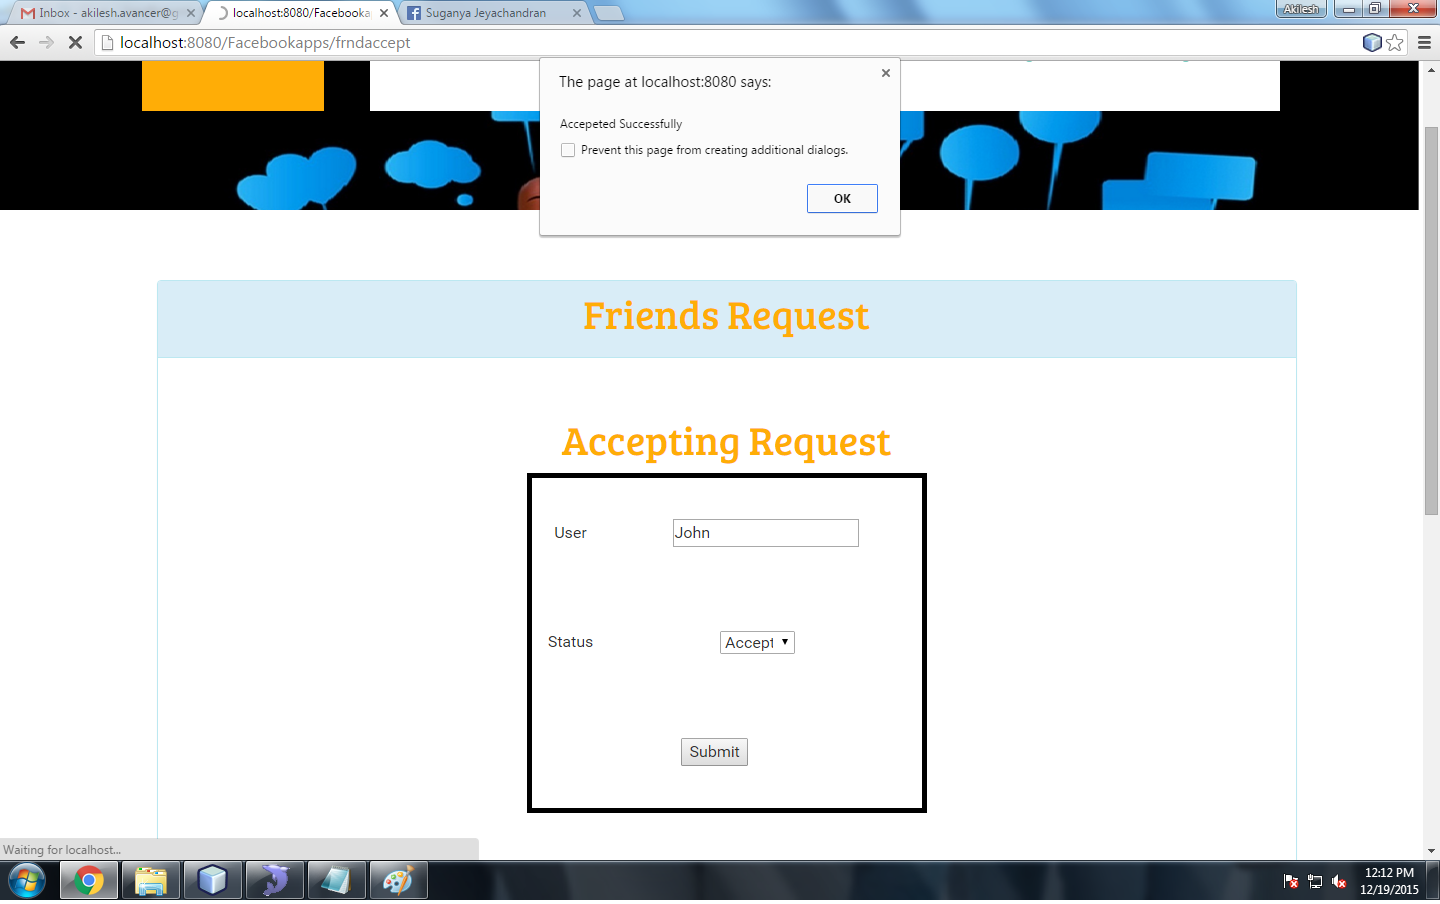 Inbox - akilesh.avancer@g
localhost:8080/Facebooka
Suganya Jeyachandran
Akilesh
localhost:8080/Facebookapps/frndaccept
The page at localhost:8080 says:
Accepeted Successfully
Prevent this page from creating additional dialogs.
OK
Friends Request
Accepting Request
User
John
Status
Accept
Submit
Waiting for localhost...
12:12 PM
12/19/2015